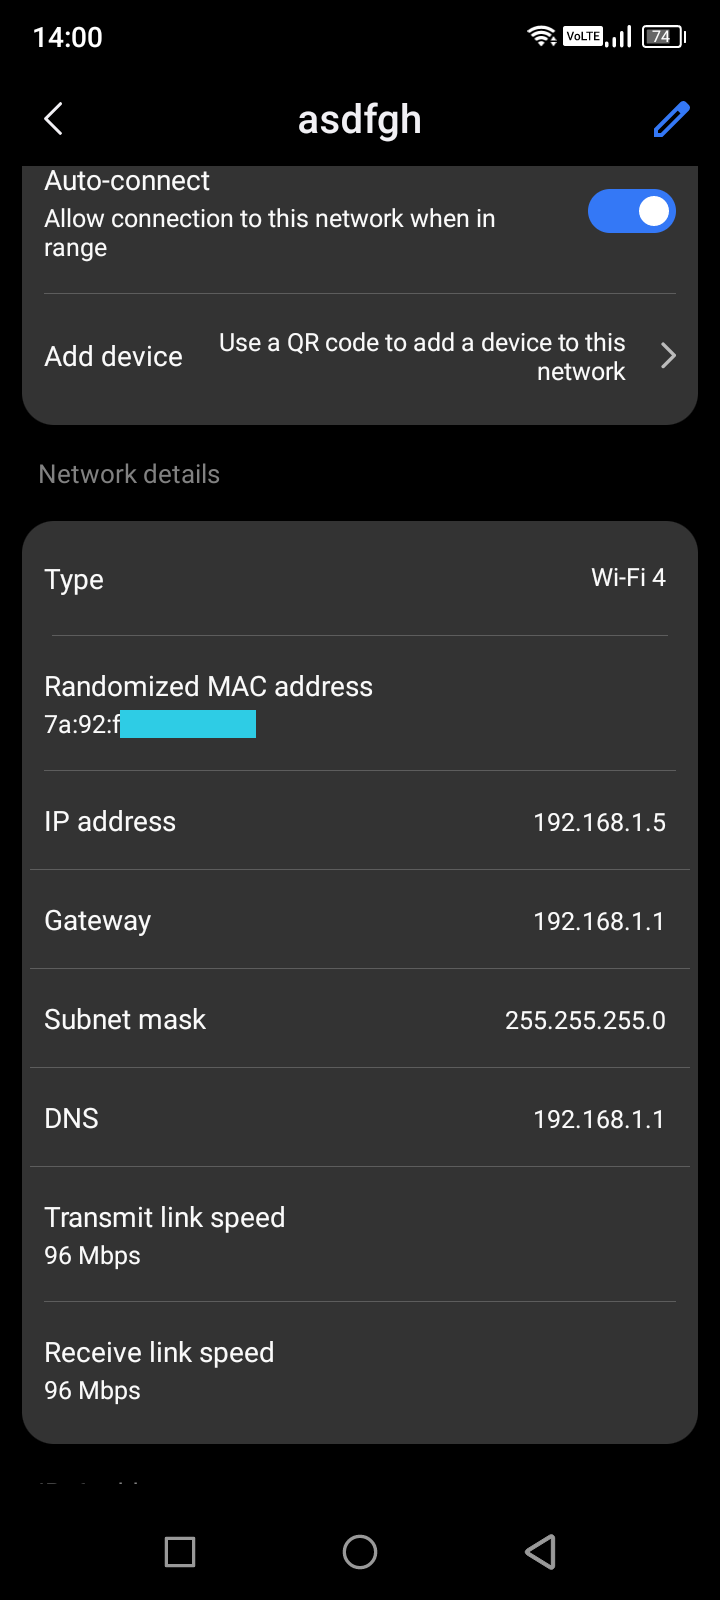 14:00
VoLTE
74
asdfgh
Auto-connect
Allow connection to this network when in
range
Add device
Use a QR code to add a device to this
network
Network details
Type
Wi-Fi 4
Randomized MAC address
7a:92:f
IP address
192.168.1.5
Gateway
192.168.1.1
Subnet mask
255.255.255.0
DNS
192.168.1.1
Transmit link speed
96 Mbps
Receive link speed
96 Mbps